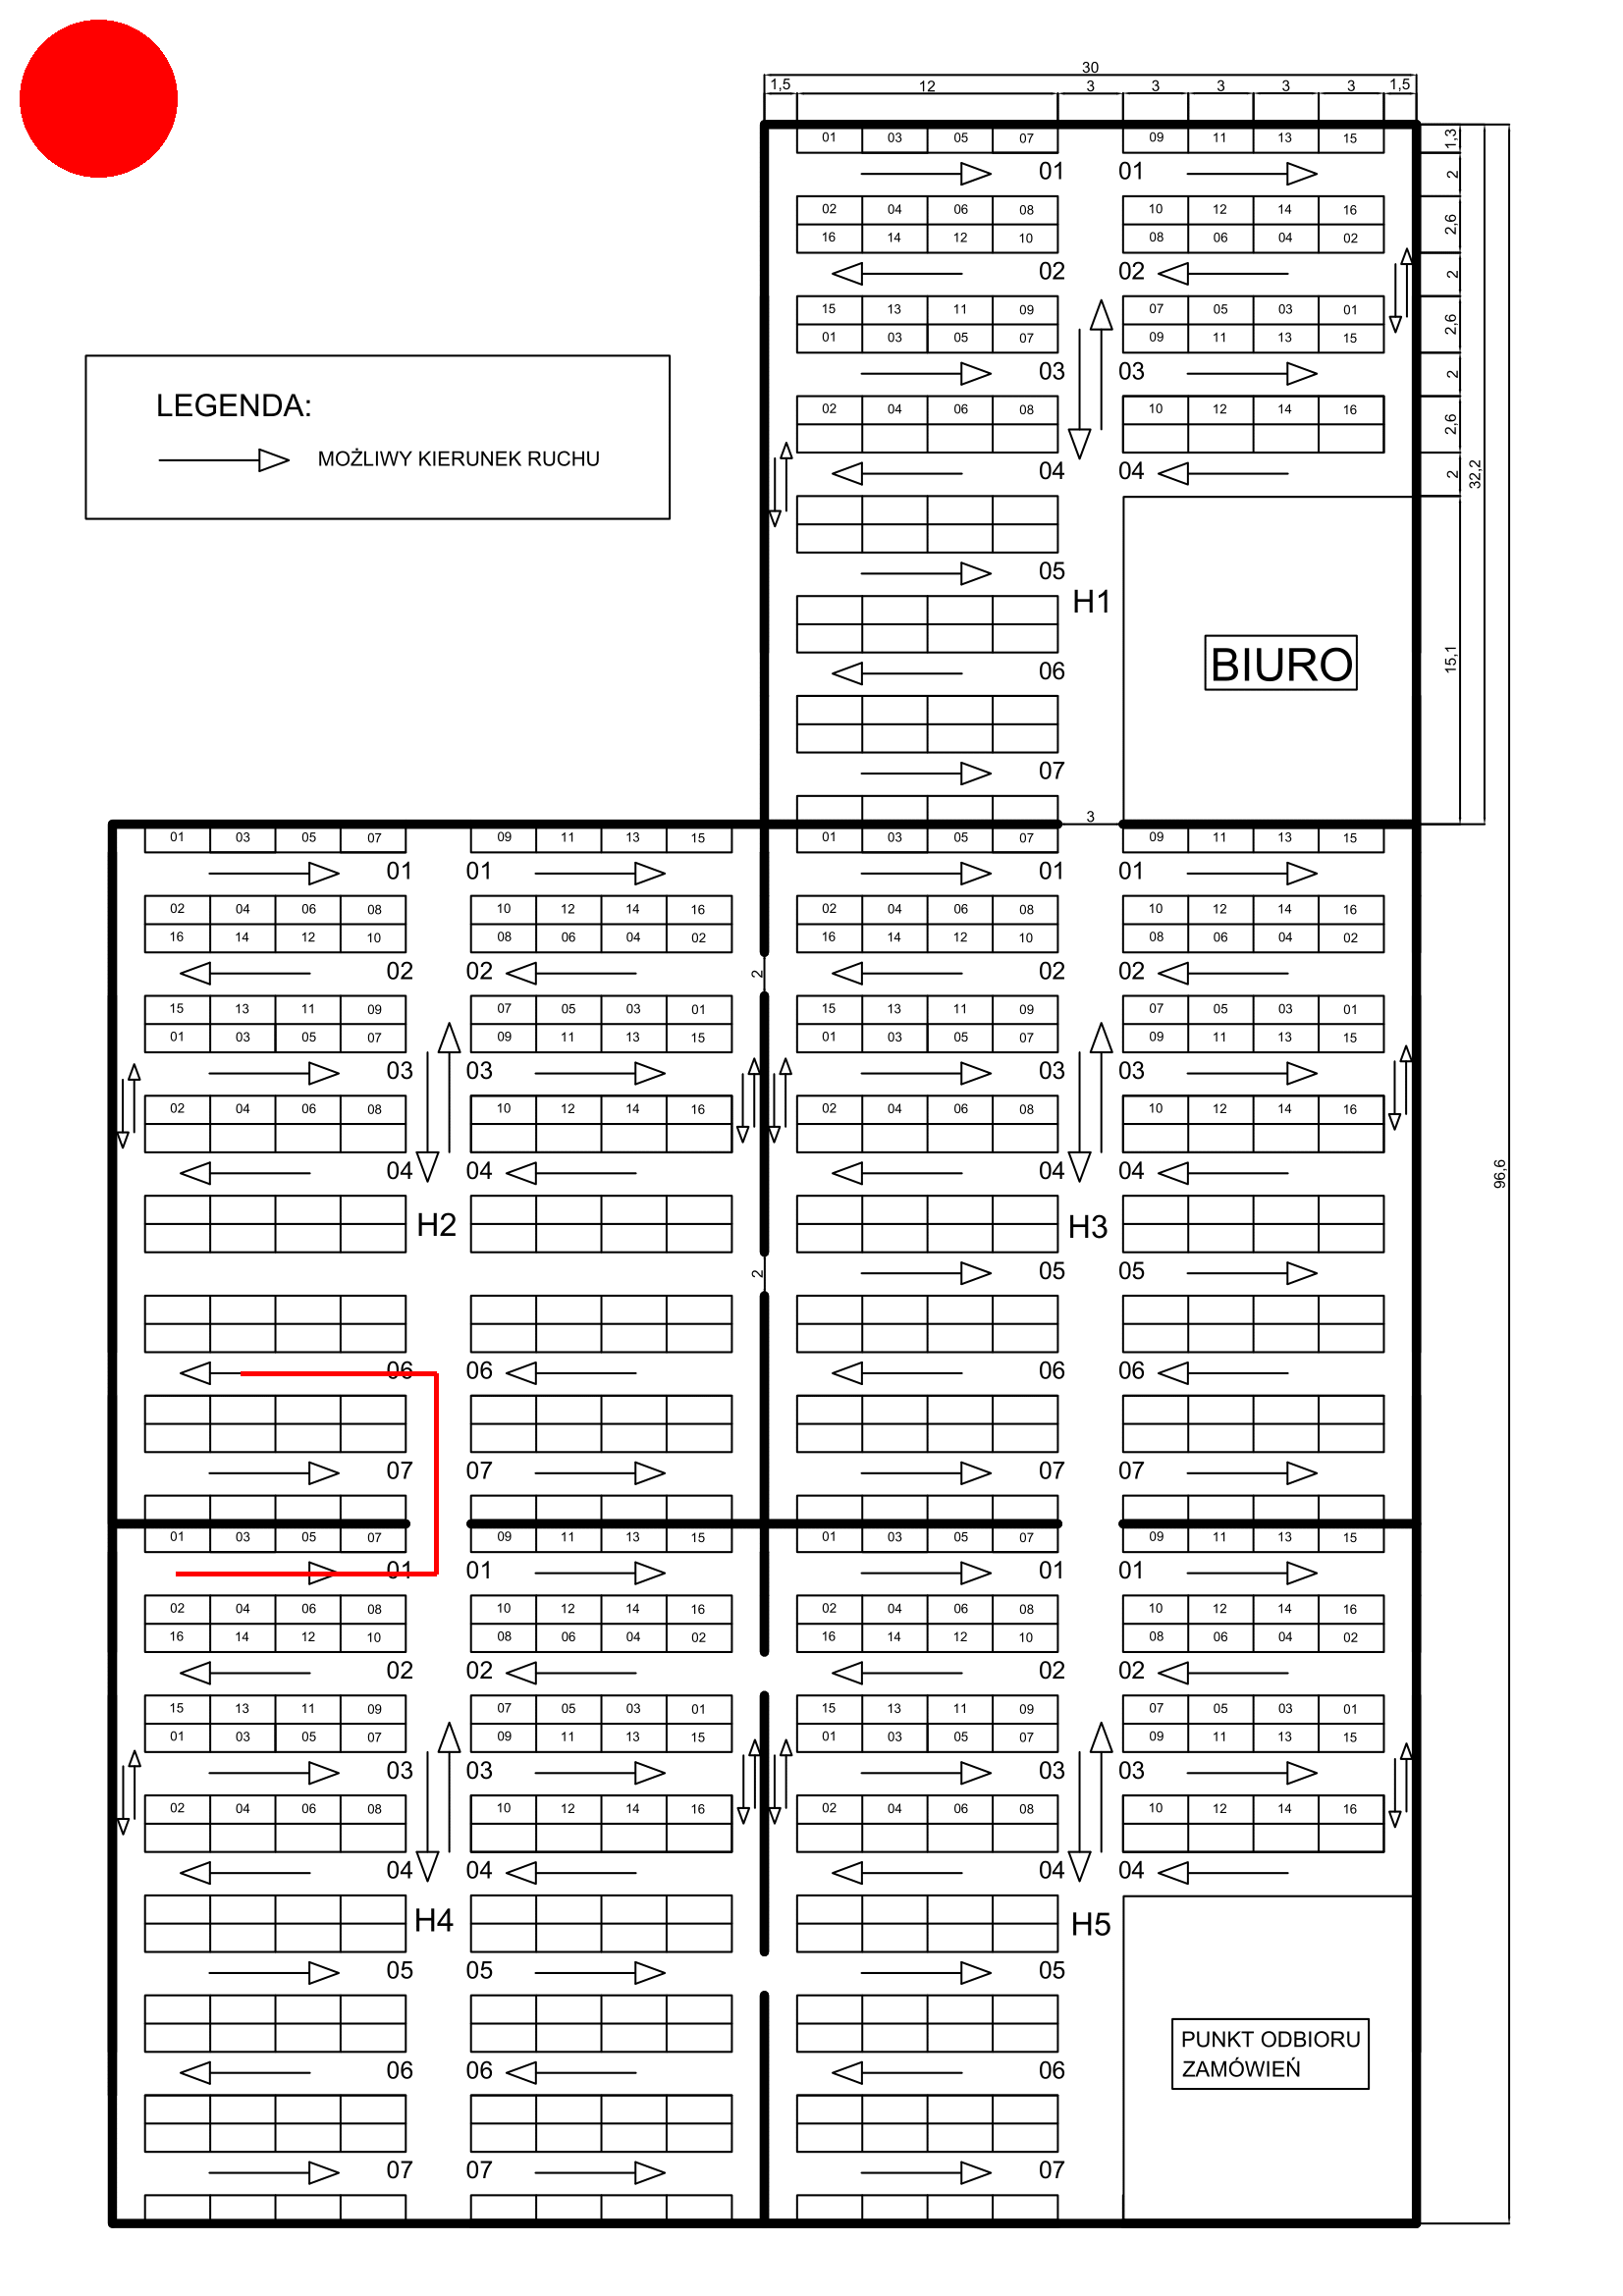 30
1,5 12 3 3 3 3 3 1,5
01 03 05 07 09 11 13 15 1,3
01 01 2
02 04 06 08 10 12 14 16
16 14 12 10 08 06 04 02 2,6
02 02 2
15 13 11 09 07 05 03 01
01 03 05 07 09 11 13 15 2,6
03 03 2
LEGENDA:
02 04 06 08 10 12 14 16 2,6
MOŻLIWY KIERUNEK RUCHU
04 04 2 32,2
05
H1
BIURO 15,1
06
07
3
01 03 05 07 09 11 13 15 01 03 05 07 09 11 13 15
01 01 01 01
02 04 06 08 10 12 14 16 02 04 06 08 10 12 14 16
16 14 12 10 08 06 04 02 16 14 12 10 08 06 04 02
02 02 2 02 02
15 13 11 09 07 05 03 01 15 13 11 09 07 05 03 01
01 03 05 07 09 11 13 15 01 03 05 07 09 11 13 15
03 03 03 03
02 04 06 08 10 12 14 16 02 04 06 08 10 12 14 16
04 04 04 04 96,6
H2 H3
2 05 05
06 06 06 06
07 07 07 07
01 03 05 07 09 11 13 15 01 03 05 07 09 11 13 15
01 01 01 01
02 04 06 08 10 12 14 16 02 04 06 08 10 12 14 16
16 14 12 10 08 06 04 02 16 14 12 10 08 06 04 02
02 02 02 02
15 13 11 09 07 05 03 01 15 13 11 09 07 05 03 01
01 03 05 07 09 11 13 15 01 03 05 07 09 11 13 15
03 03 03 03
02 04 06 08 10 12 14 16 02 04 06 08 10 12 14 16
04 04 04 04
H4 H5
05 05 05
PUNKT ODBIORU
ZAMÓWIEŃ
06 06 06
07 07 07